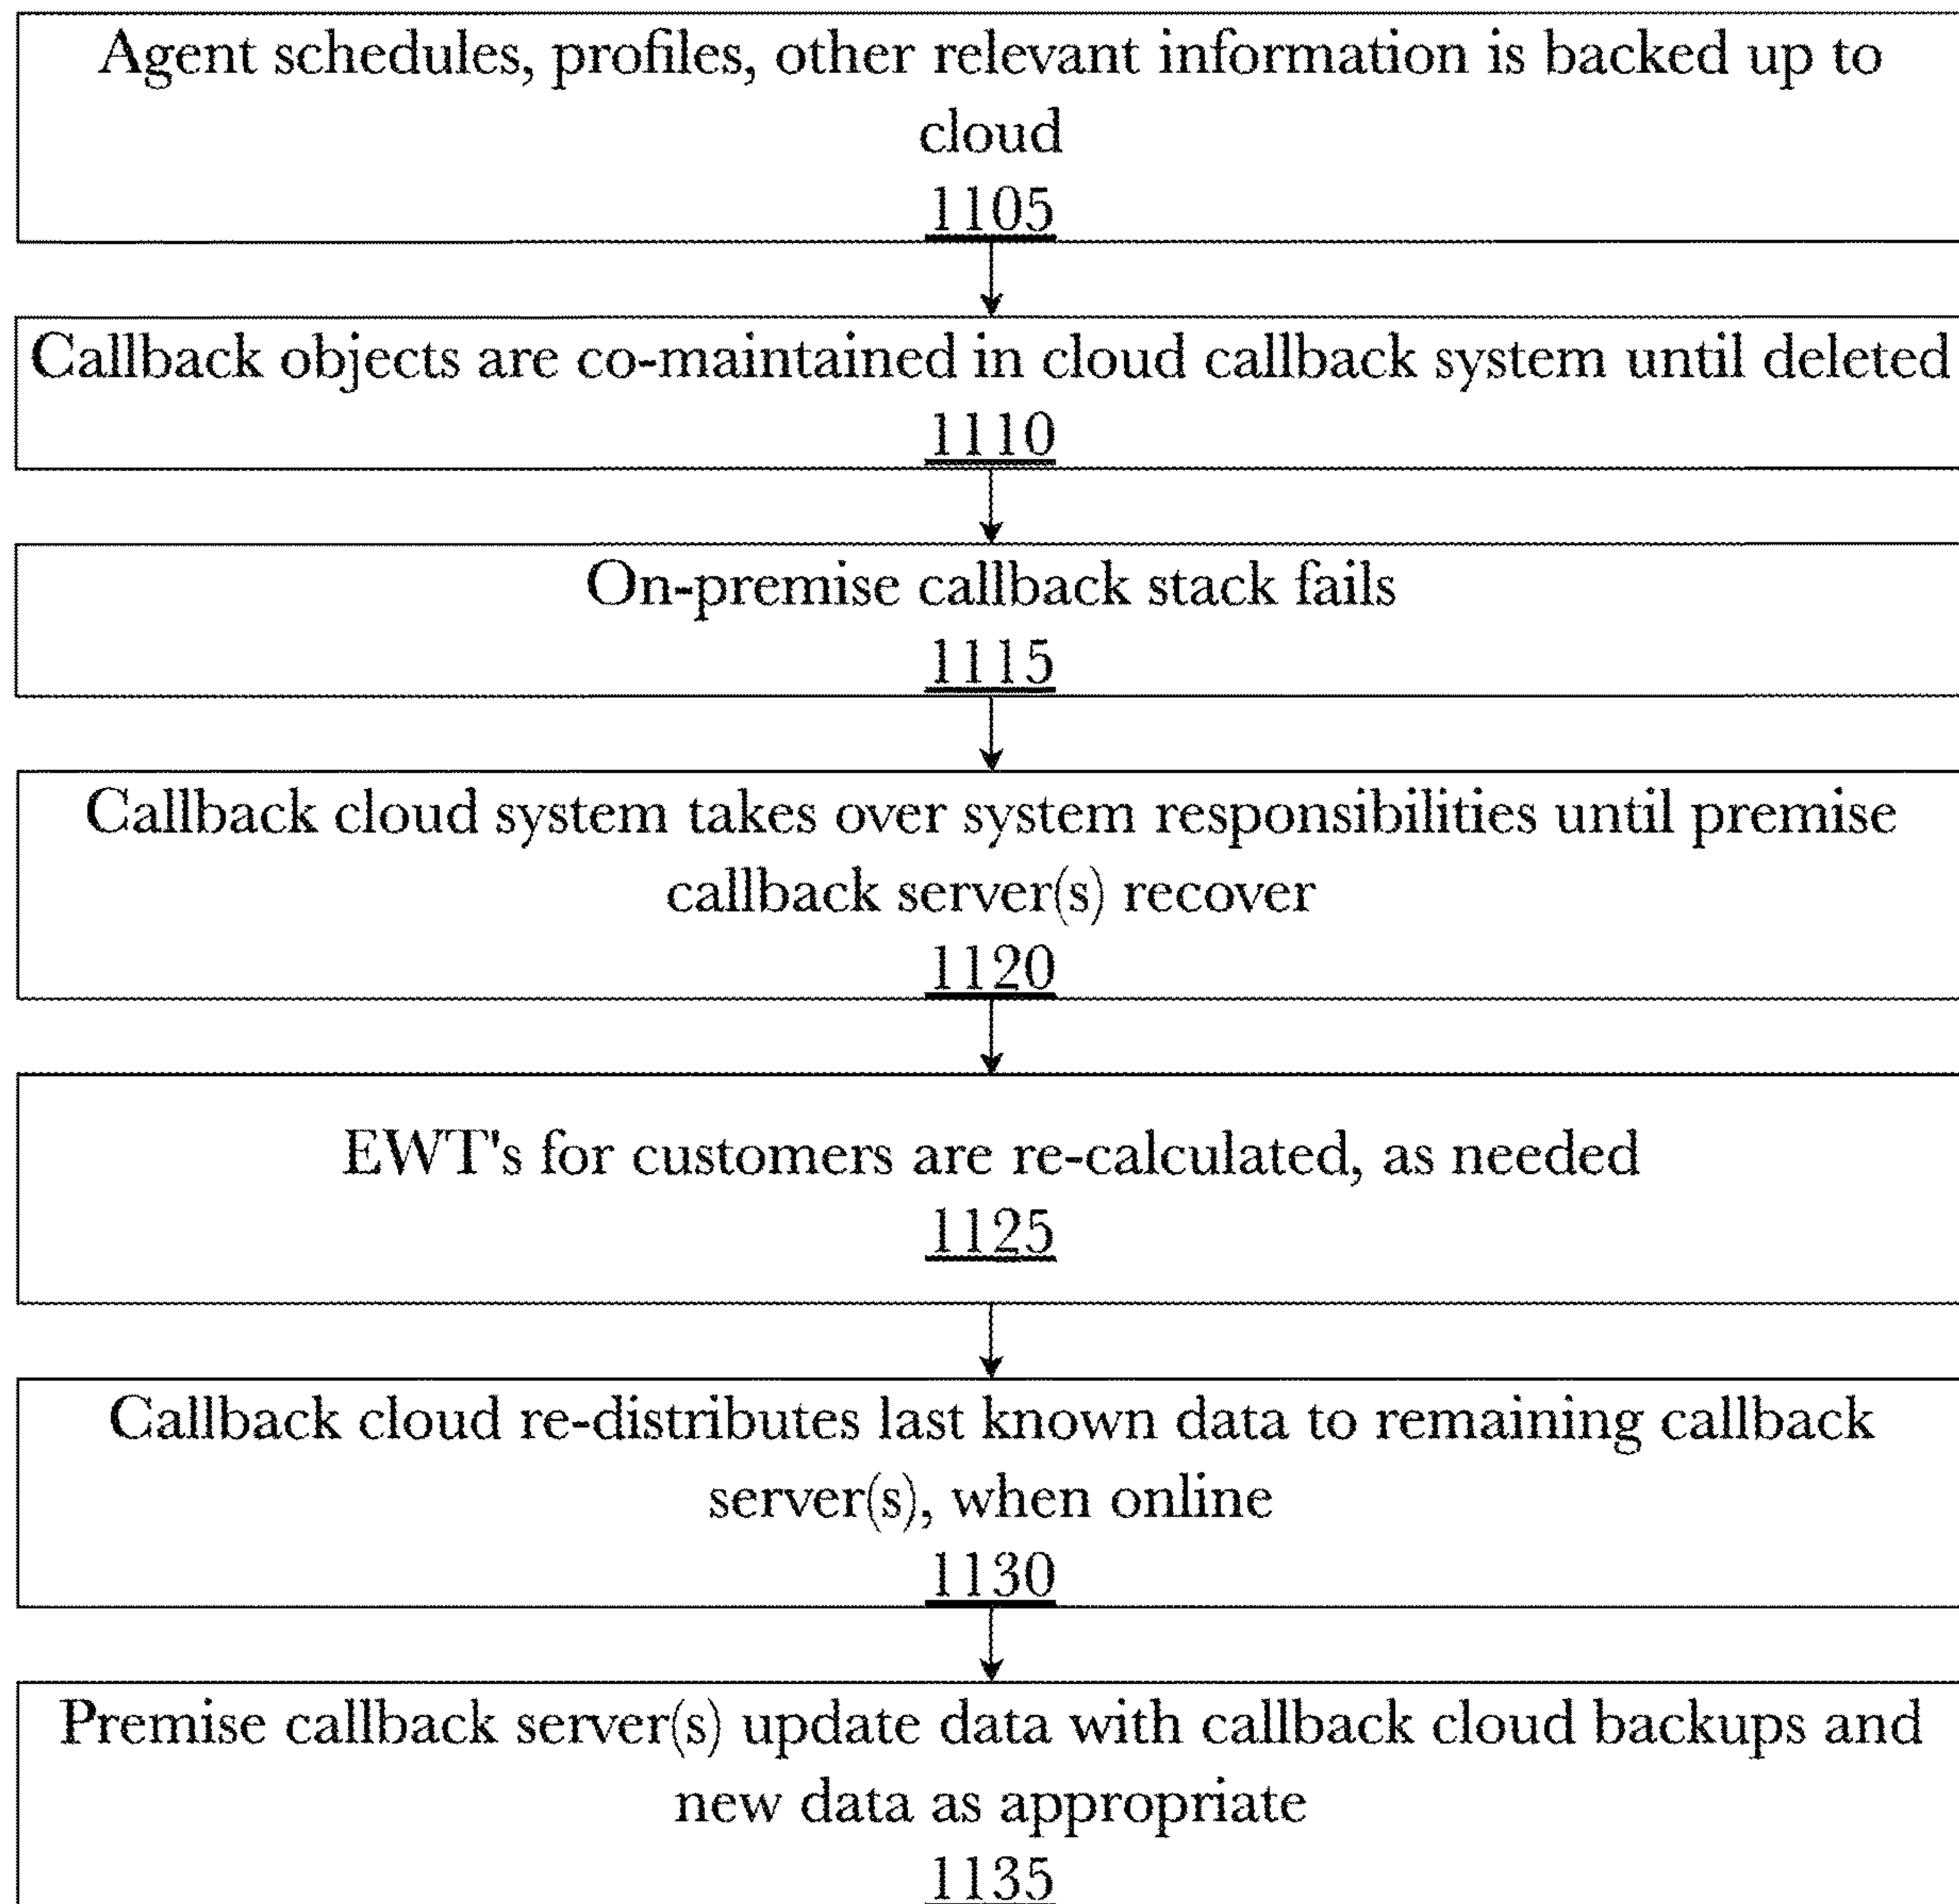 Agent schedules, profiles, other relevant information is backed up to
cloud
1105
Callback objects are co-maintained in cloud callback system until deleted
1110
On-premise callback stack fails
1115
Callback cloud system takes over system responsibilities until premise
callback server(s) recover
1120
EWT's for customers are re-calculated, as needed
1125
Callback cloud re-distributes last known data to remaining callback
server(s), when online
1130
Premise callback server(s) update data with callback cloud backups and
new data as appropriate
1135